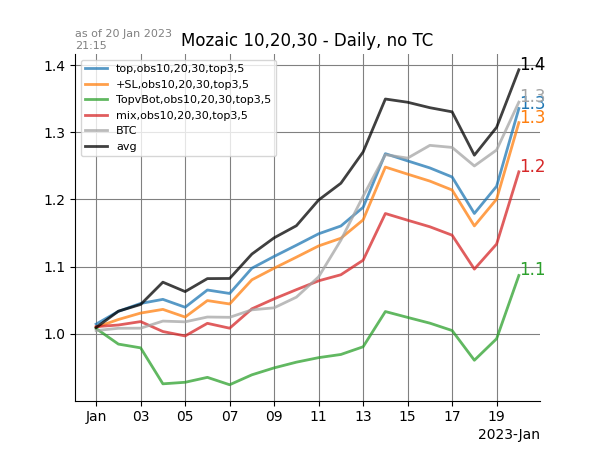 as of 20 Jan 2023
21:15
Mozaic 10,20,30 - Daily, no TC
top,obs10,20,30,top3,5
+SL,obs10,20,30,top3,5
TopvBot,obs10,20,30,top3,5
mix,obs10,20,30,top3,5
BTC
avg
1.4
1.3
1.2
1.1
1.0
1.4
1.3
1.3
1.3
1.2
1.1
Jan 03 05 07 09 11 13 15 17 19
2023-Jan